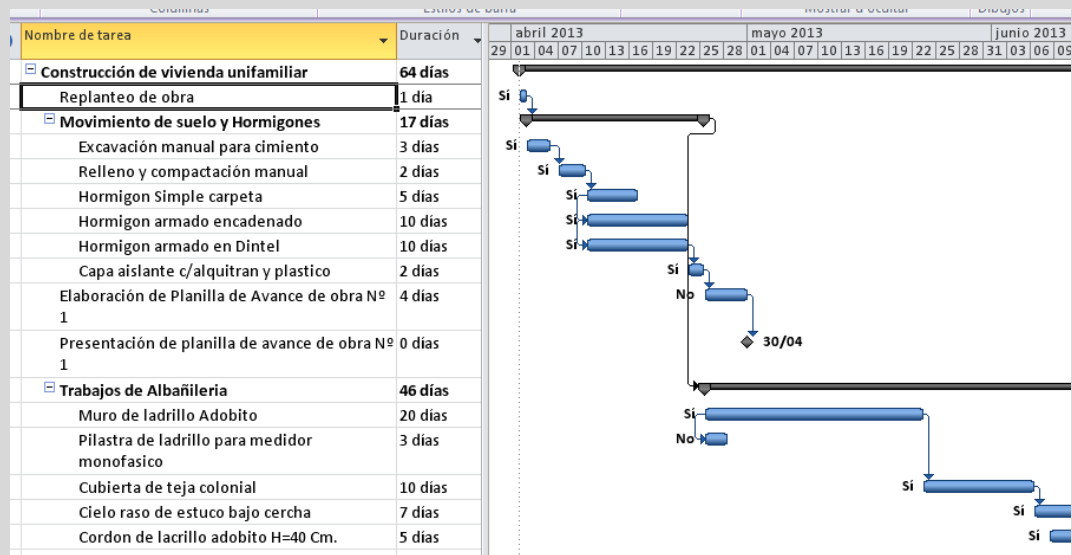 Columnas Estilos de barra Mostrar u ocultar Dibujos
Nombre de tarea Duración abril 2013 mayo 2013 junio 2013
29 01 04 07 10 13 16 19 22 25 28 01 04 07 10 13 16 19 22 25 28 31 03 06 09
Construcción de vivienda unifamiliar 64 días
Replanteo de obra 1 día Sí
Movimiento de suelo y Hormigones 17 días
Excavación manual para cimiento 3 días Sí
Relleno y compactación manual 2 días Sí
Hormigon Simple carpeta 5 días Sí
Hormigon armado encadenado 10 días Sí
Hormigon armado en Dintel 10 días Sí
Capa aislante c/alquitran y plastico 2 días Sí
Elaboración de Planilla de Avance de obra Nº 4 días No
1
Presentación de planilla de avance de obra Nº 0 días 30/04
1
Trabajos de Albañileria 46 días
Muro de ladrillo Adobito 20 días Sí
Pilastra de ladrillo para medidor 3 días No
monofasico
Cubierta de teja colonial 10 días Sí
Cielo raso de estuco bajo cercha 7 días Sí
Cordon de lacrillo adobito H=40 Cm. 5 días Sí